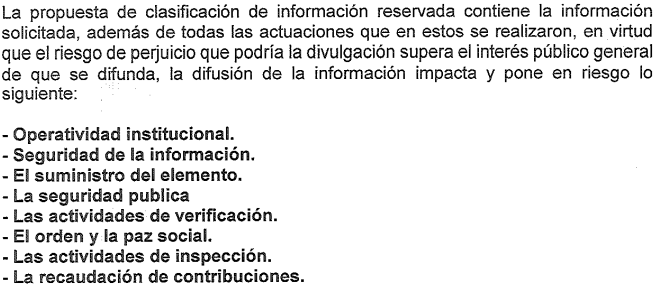 La propuesta de clasificación de información reservada contiene la información
solicitada, además de todas las actuaciones que en estos se realizaron, en virtud
que el riesgo de perjuicio que podría la divulgación supera el interés público general
de que se difunda, la difusión de la información impacta y pone en riesgo lo
siguiente:
- Operatividad institucional.
- Seguridad de la información.
- El suministro del elemento.
- La seguridad publica
- Las actividades de verificación.
- El orden y la paz social.
- Las actividades de inspección.
- La recaudación de contribuciones.